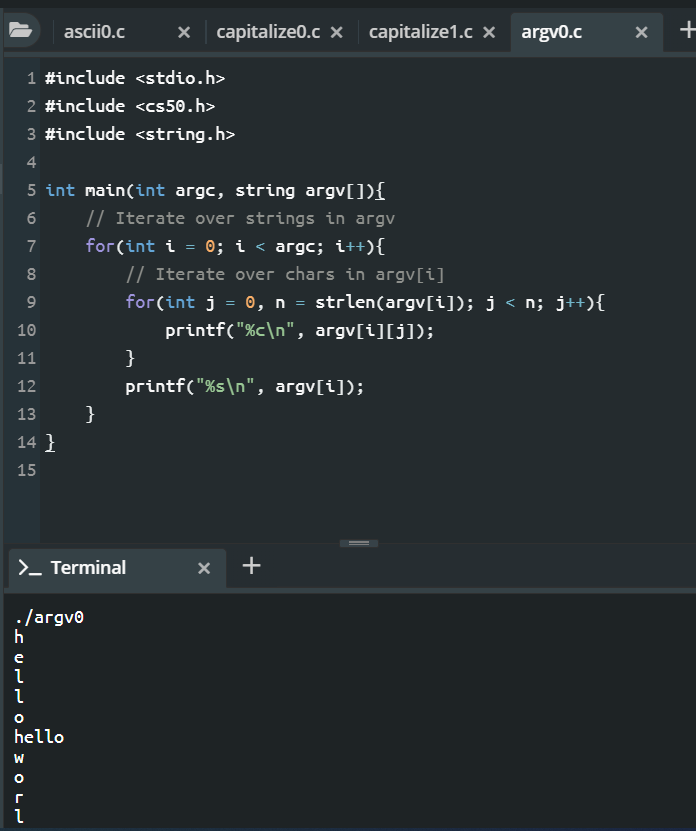 ascii0.c × capitalize0.c × capitalize1.c × argv0.c × +
1 #include <stdio.h>
2 #include <cs50.h>
3 #include <string.h>
4
5 int main(int argc, string argv[]){
6     // Iterate over strings in argv
7     for(int i = 0; i < argc; i++){
8         // Iterate over chars in argv[i]
9         for(int j = 0, n = strlen(argv[i]); j < n; j++){
10             printf("%c\n", argv[i][j]);
11         }
12         printf("%s\n", argv[i]);
13     }
14 }
15
>_ Terminal × +
./argv0
h
e
l
l
o
hello
w
o
r
l